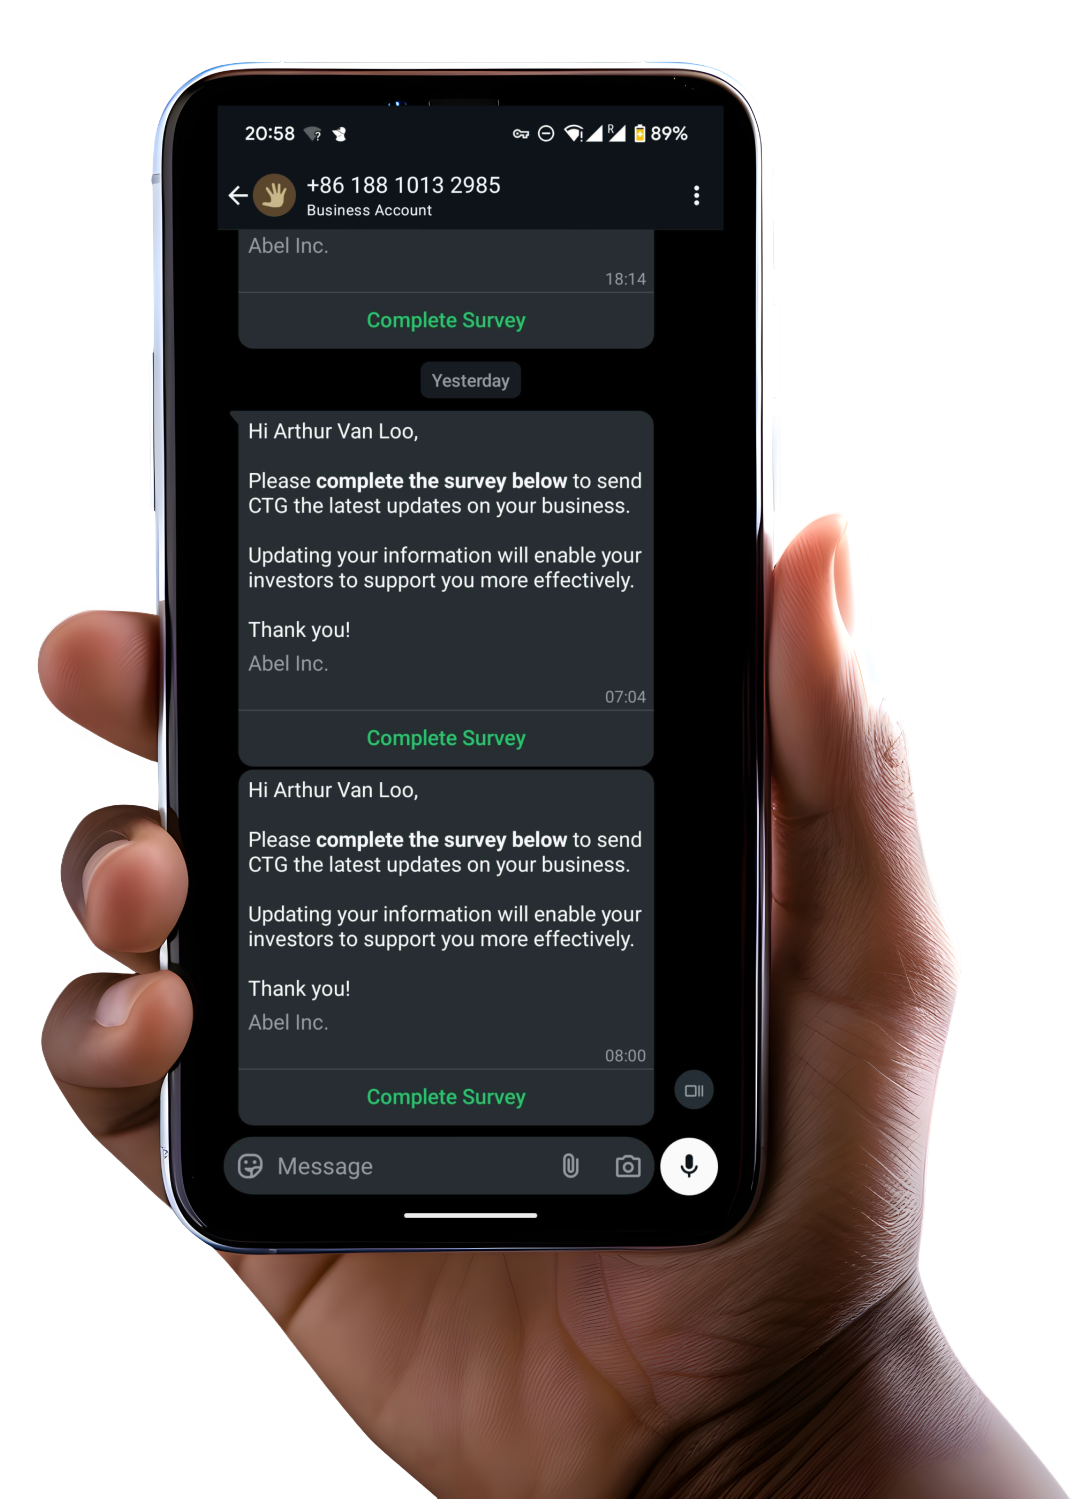 20:58
R
89%
+86 188 1013 2985
Business Account
Abel Inc.
18:14
Complete Survey
Yesterday
Hi Arthur Van Loo,
Please complete the survey below to send
CTG the latest updates on your business.
Updating your information will enable your
investors to support you more effectively.
Thank you!
Abel Inc.
07:04
Complete Survey
Hi Arthur Van Loo,
Please complete the survey below to send
CTG the latest updates on your business.
Updating your information will enable your
investors to support you more effectively.
Thank you!
Abel Inc.
08:00
Complete Survey
Message